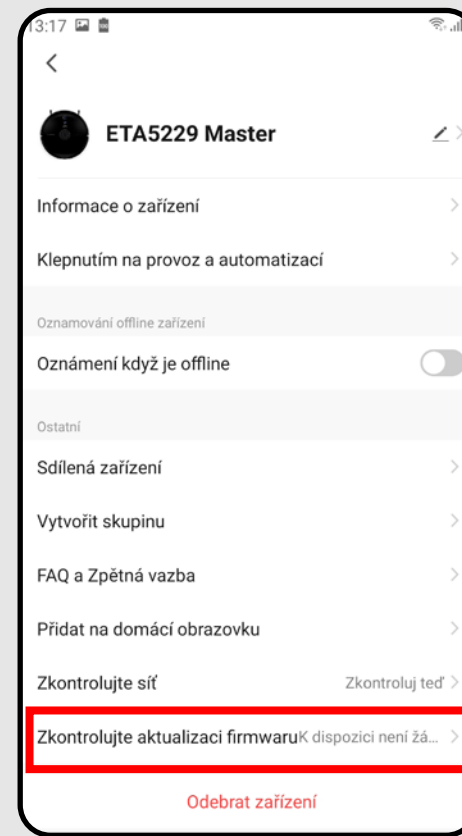 13:17
ETA5229 Master
Informace o zařízení
Klepnutím na provoz a automatizací
Oznamování offline zařízení
Oznámení když je offline
Ostatní
Sdílená zařízení
Vytvořit skupinu
FAQ a Zpětná vazba
Přidat na domácí obrazovku
Zkontrolujte síť Zkontroluj teď
Zkontrolujte aktualizaci firmwaru K dispozici není žá...
Odebrat zařízení